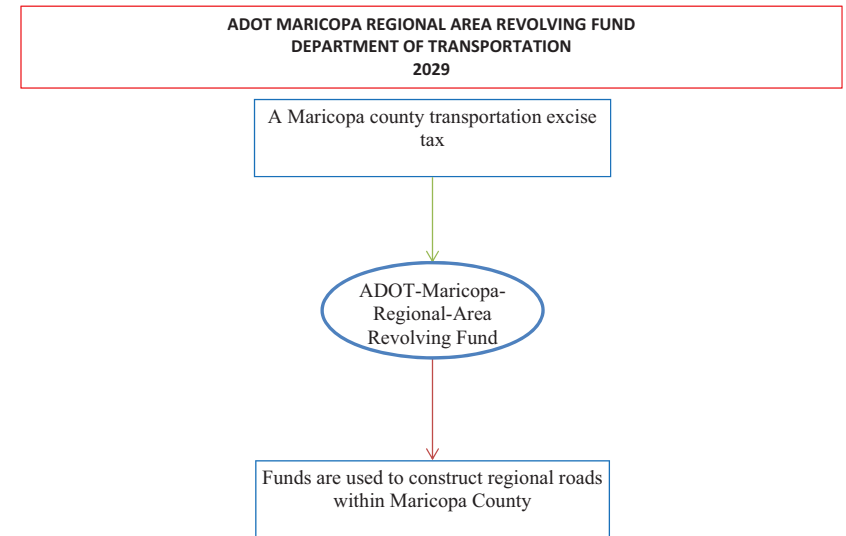 ADOT MARICOPA REGIONAL AREA REVOLVING FUND
DEPARTMENT OF TRANSPORTATION
2029
A Maricopa county transportation excise
tax
ADOT-Maricopa-
Regional-Area
Revolving Fund
Funds are used to construct regional roads
within Maricopa County